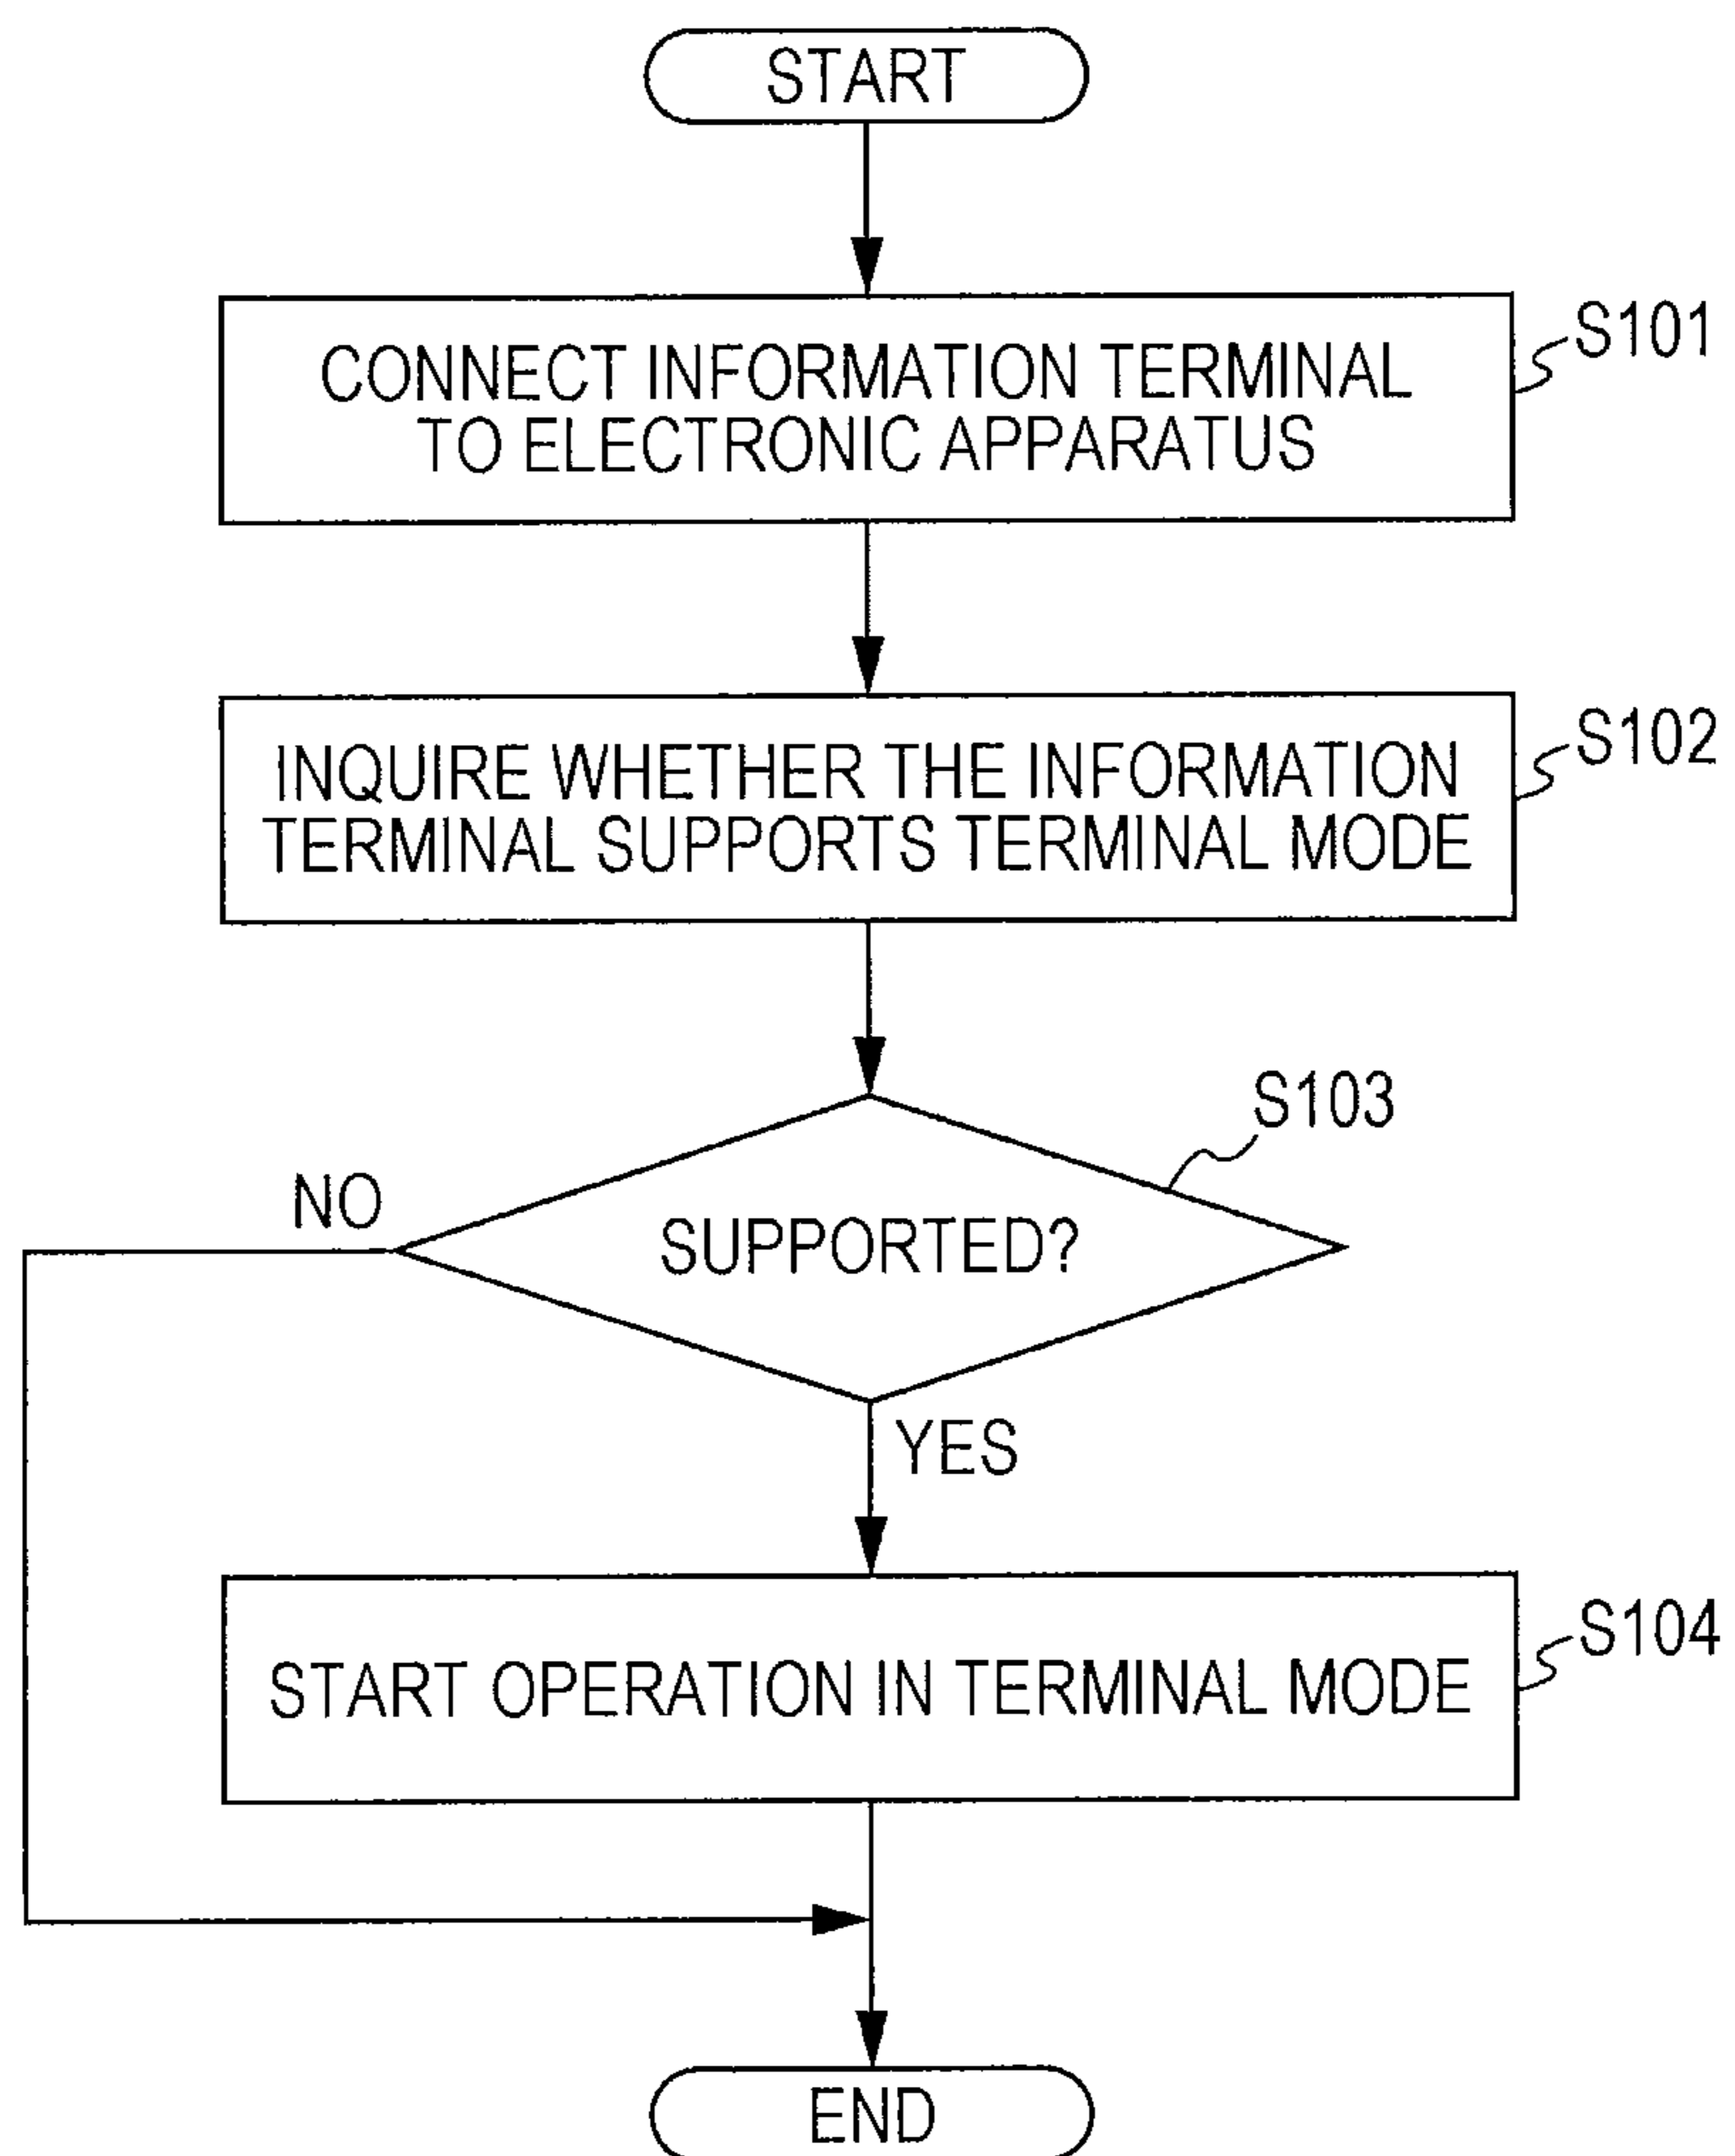 START
CONNECT INFORMATION TERMINAL
TO ELECTRONIC APPARATUS
S101
INQUIRE WHETHER THE INFORMATION
TERMINAL SUPPORTS TERMINAL MODE
S102
S103
NO
SUPPORTED?
YES
START OPERATION IN TERMINAL MODE
S104
END